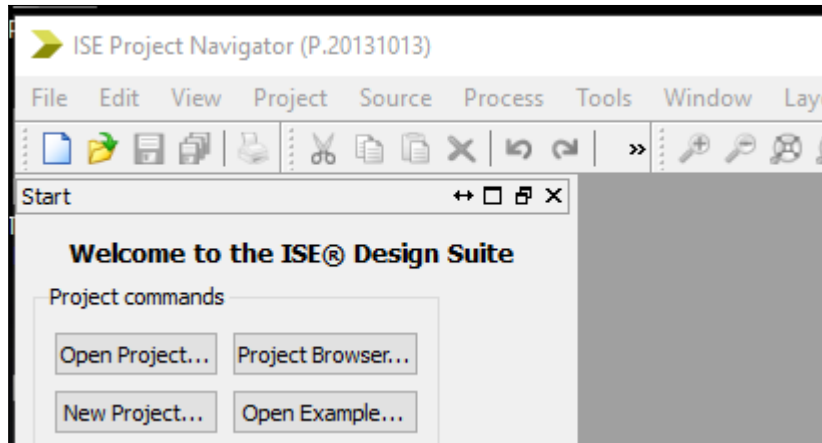 ISE Project Navigator (P.20131013)
File Edit View Project Source Process Tools Window Lay
»
Start
Welcome to the ISE® Design Suite
Project commands
Open Project... Project Browser...
New Project... Open Example...